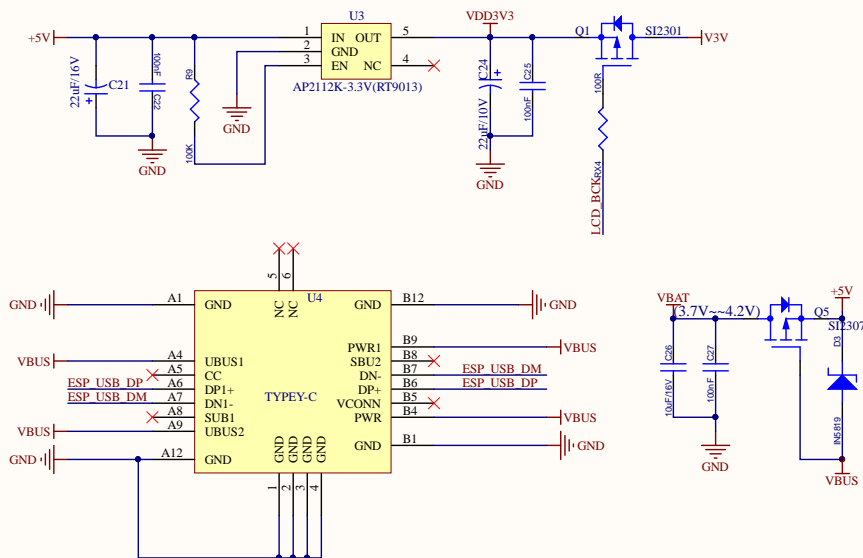 +5V
22uF/16V
C21
100nF
C22
R9
100K
U3
1 IN OUT 5
2 GND
3 EN NC 4
AP2112K-3.3V(RT9013)
GND
GND
VDD3V3
C24
22uF/10V
C25
100nF
GND
Q1
SI2301
V3V
100R
RX4
LCD_BCK
5
6
NC
NC
U4
GND A1 GND
VBUS A4 UBUS1
A5 CC
ESP_USB_DP A6 DP1+
ESP_USB_DM A7 DN1-
A8 SUB1
VBUS A9 UBUS2
GND A12 GND
TYPEY-C
GND B12 GND
PWR1 B9 VBUS
SBU2 B8
DN- B7 ESP_USB_DM
DP+ B6 ESP_USB_DP
VCONN B5
PWR B4 VBUS
GND B1 GND
GND
GND
GND
GND
1
2
3
4
VBAT
(3.7V~~4.2V)
C26
10uF/16V
C27
100nF
GND
Q5
SI2307
+5V
D3
IN5819
VBUS